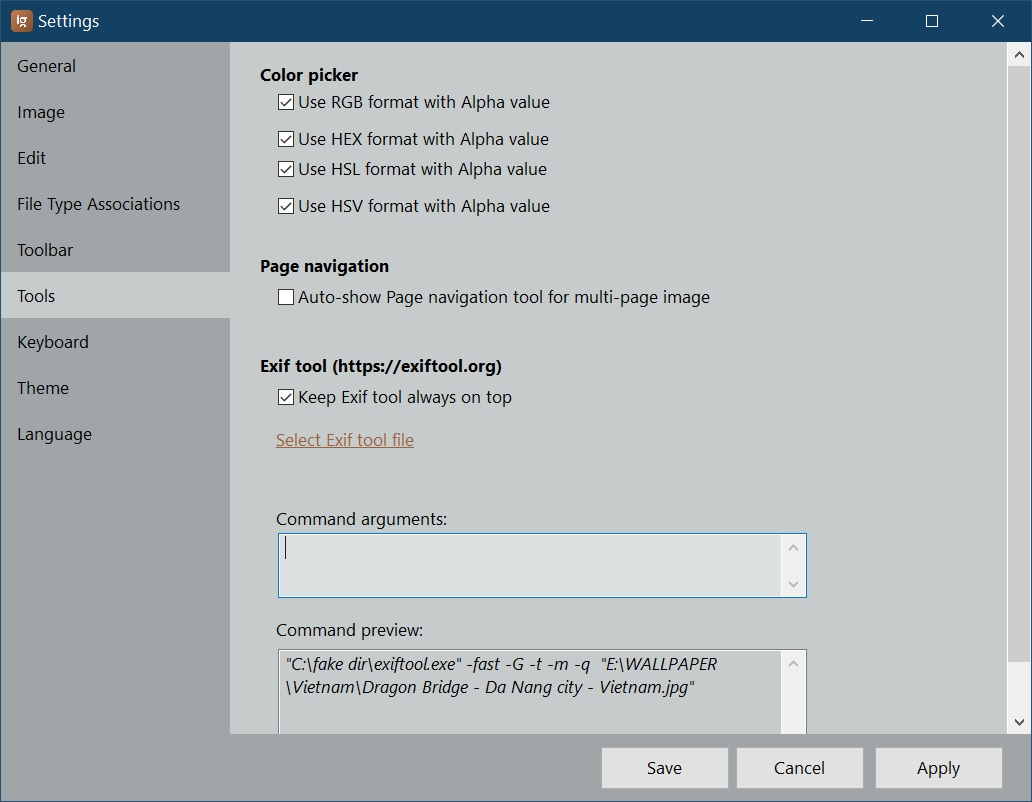 ig Settings
General
Image
Edit
File Type Associations
Toolbar
Tools
Keyboard
Theme
Language
Color picker
Use RGB format with Alpha value
Use HEX format with Alpha value
Use HSL format with Alpha value
Use HSV format with Alpha value
Page navigation
Auto-show Page navigation tool for multi-page image
Exif tool (https://exiftool.org)
Keep Exif tool always on top
Select Exif tool file
Command arguments:
Command preview:
"C:\fake dir\exiftool.exe" -fast -G -t -m -q  "E:\WALLPAPER
\Vietnam\Dragon Bridge - Da Nang city - Vietnam.jpg"
Save Cancel Apply